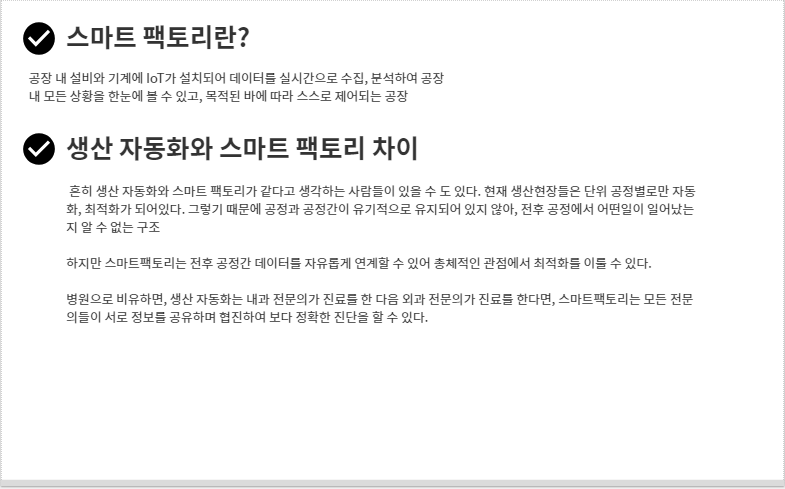 스마트 팩토리란?
공장 내 설비와 기계에 IoT가 설치되어 데이터를 실시간으로 수집, 분석하여 공장
내 모든 상황을 한눈에 볼 수 있고, 목적된 바에 따라 스스로 제어되는 공장
생산 자동화와 스마트 팩토리 차이
흔히 생산 자동화와 스마트 팩토리가 같다고 생각하는 사람들이 있을 수 도 있다. 현재 생산현장들은 단위 공정별로만 자동
화, 최적화가 되어있다. 그렇기 때문에 공정과 공정간이 유기적으로 유지되어 있지 않아, 전후 공정에서 어떤일이 일어났는
지 알 수 없는 구조
하지만 스마트팩토리는 전후 공정간 데이터를 자유롭게 연계할 수 있어 총체적인 관점에서 최적화를 이룰 수 있다.
병원으로 비유하면, 생산 자동화는 내과 전문의가 진료를 한 다음 외과 전문의가 진료를 한다면, 스마트팩토리는 모든 전문
의들이 서로 정보를 공유하며 협진하여 보다 정확한 진단을 할 수 있다.